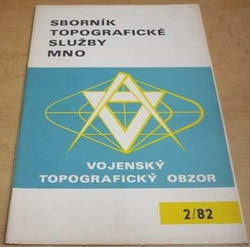 SBORNÍK
TOPOGRAFICKÉ
SLUŽBY
MNO
VOJENSKÝ
TOPOGRAFICKÝ OBZOR
2/82